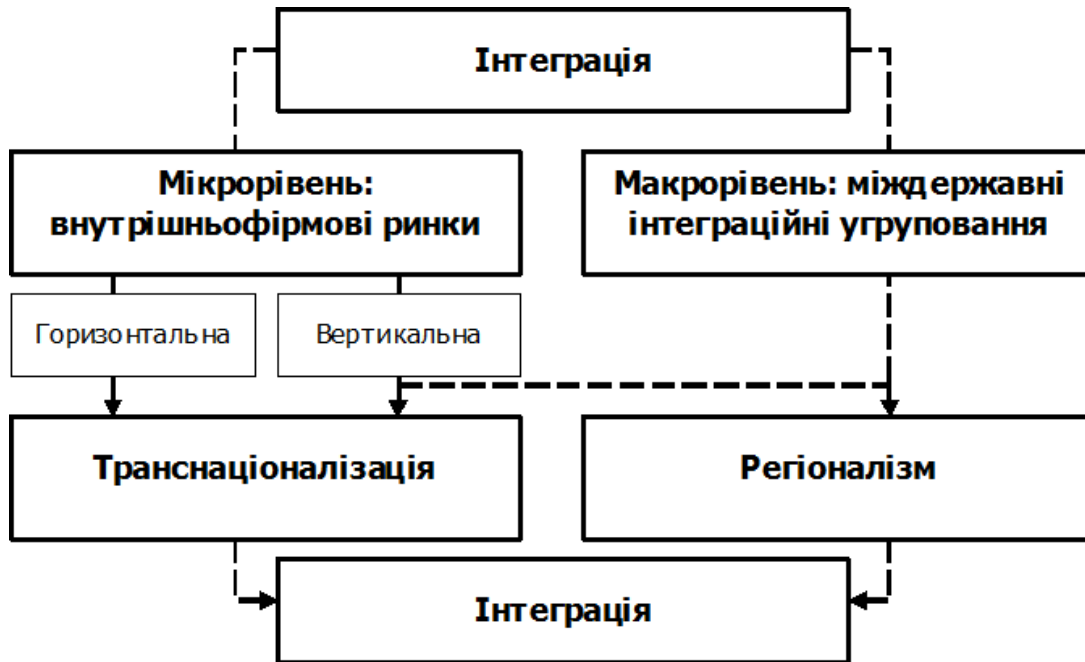 Інтеграція
Мікрорівень:
внутрішньофірмові ринки
Макрорівень: міждержавні
інтеграційні угруповання
Горизонтальна
Вертикальна
Транснаціоналізація
Регіоналізм
Інтеграція